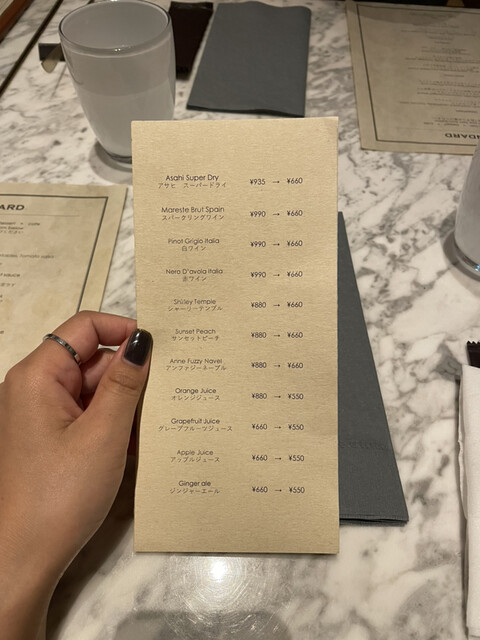 Asahi Super Dry ¥935 → ¥660
アサヒ スーパードライ
Mareste Brut Spain ¥990 → ¥660
スパークリングワイン
Pinot Grigio Italia ¥990 → ¥660
白ワイン
Nero D'avola Italia ¥990 → ¥660
赤ワイン
Shirley Temple ¥880 → ¥660
シャーリーテンプル
Sunset Peach ¥880 → ¥660
サンセットピーチ
Anne Fuzzy Navel ¥880 → ¥660
アンファジーネーブル
Orange Juice ¥880 → ¥550
オレンジジュース
Grapefruit Juice ¥660 → ¥550
グレープフルーツジュース
Apple Juice ¥660 → ¥550
アップルジュース
Ginger ale ¥660 → ¥550
ジンジャーエール
ARD
NDARD